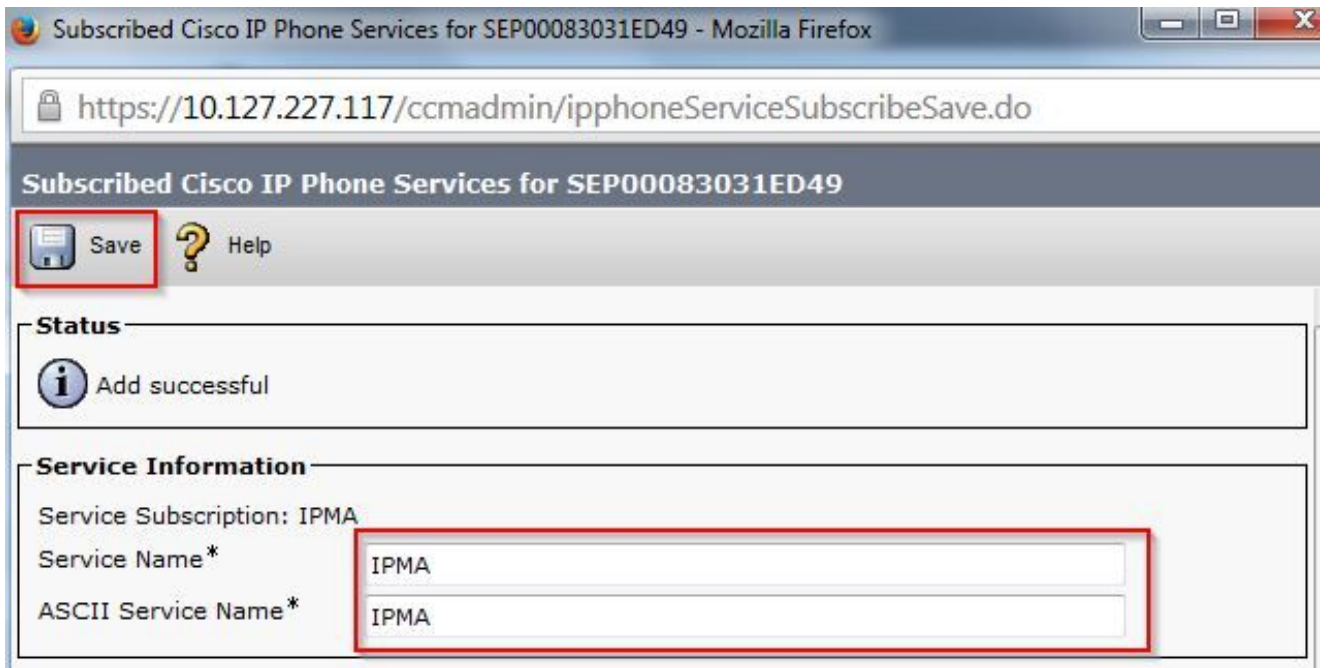 Subscribed Cisco IP Phone Services for SEP00083031ED49 - Mozilla Firefox
https://10.127.227.117/ccmadmin/ipphoneServiceSubscribeSave.do
Subscribed Cisco IP Phone Services for SEP00083031ED49
Save Help
Status
Add successful
Service Information
Service Subscription: IPMA
Service Name* IPMA
ASCII Service Name* IPMA